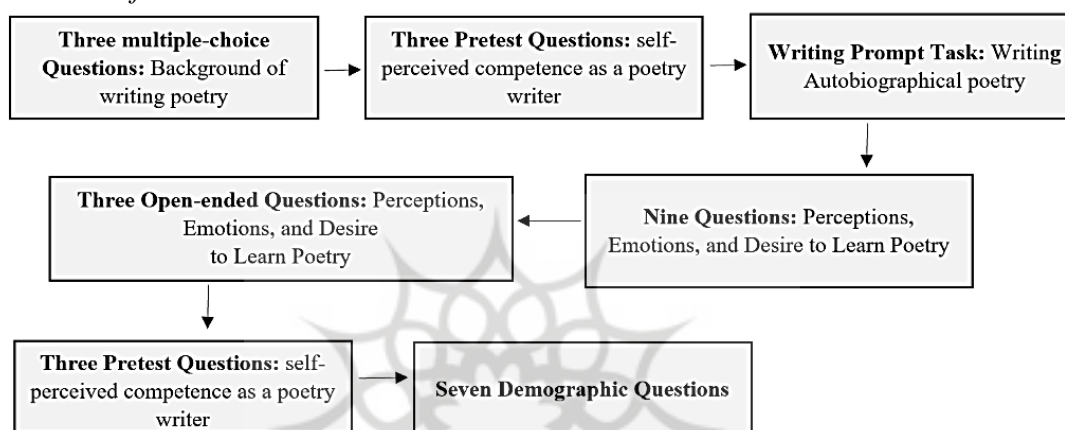 Three multiple-choice
Questions: Background of
writing poetry
Three Pretest Questions: self-
perceived competence as a poetry
writer
Writing Prompt Task: Writing
Autobiographical poetry
Nine Questions: Perceptions,
Emotions, and Desire to Learn Poetry
Three Open-ended Questions: Perceptions,
Emotions, and Desire
to Learn Poetry
Three Pretest Questions: self-
perceived competence as a poetry
writer
Seven Demographic Questions